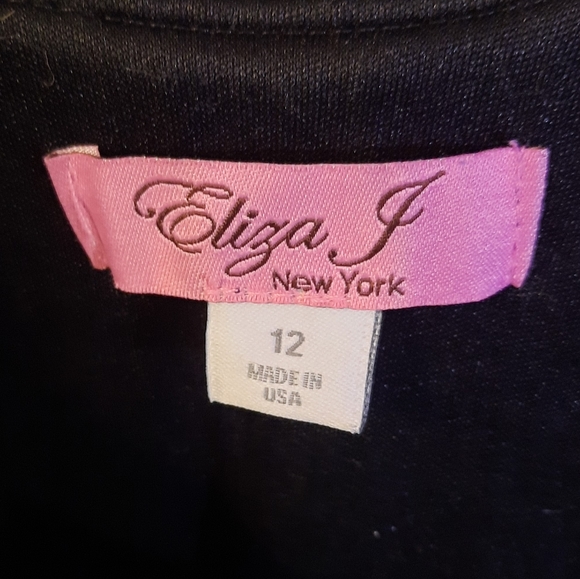 Eliza J
New York
12
MADE IN
USA